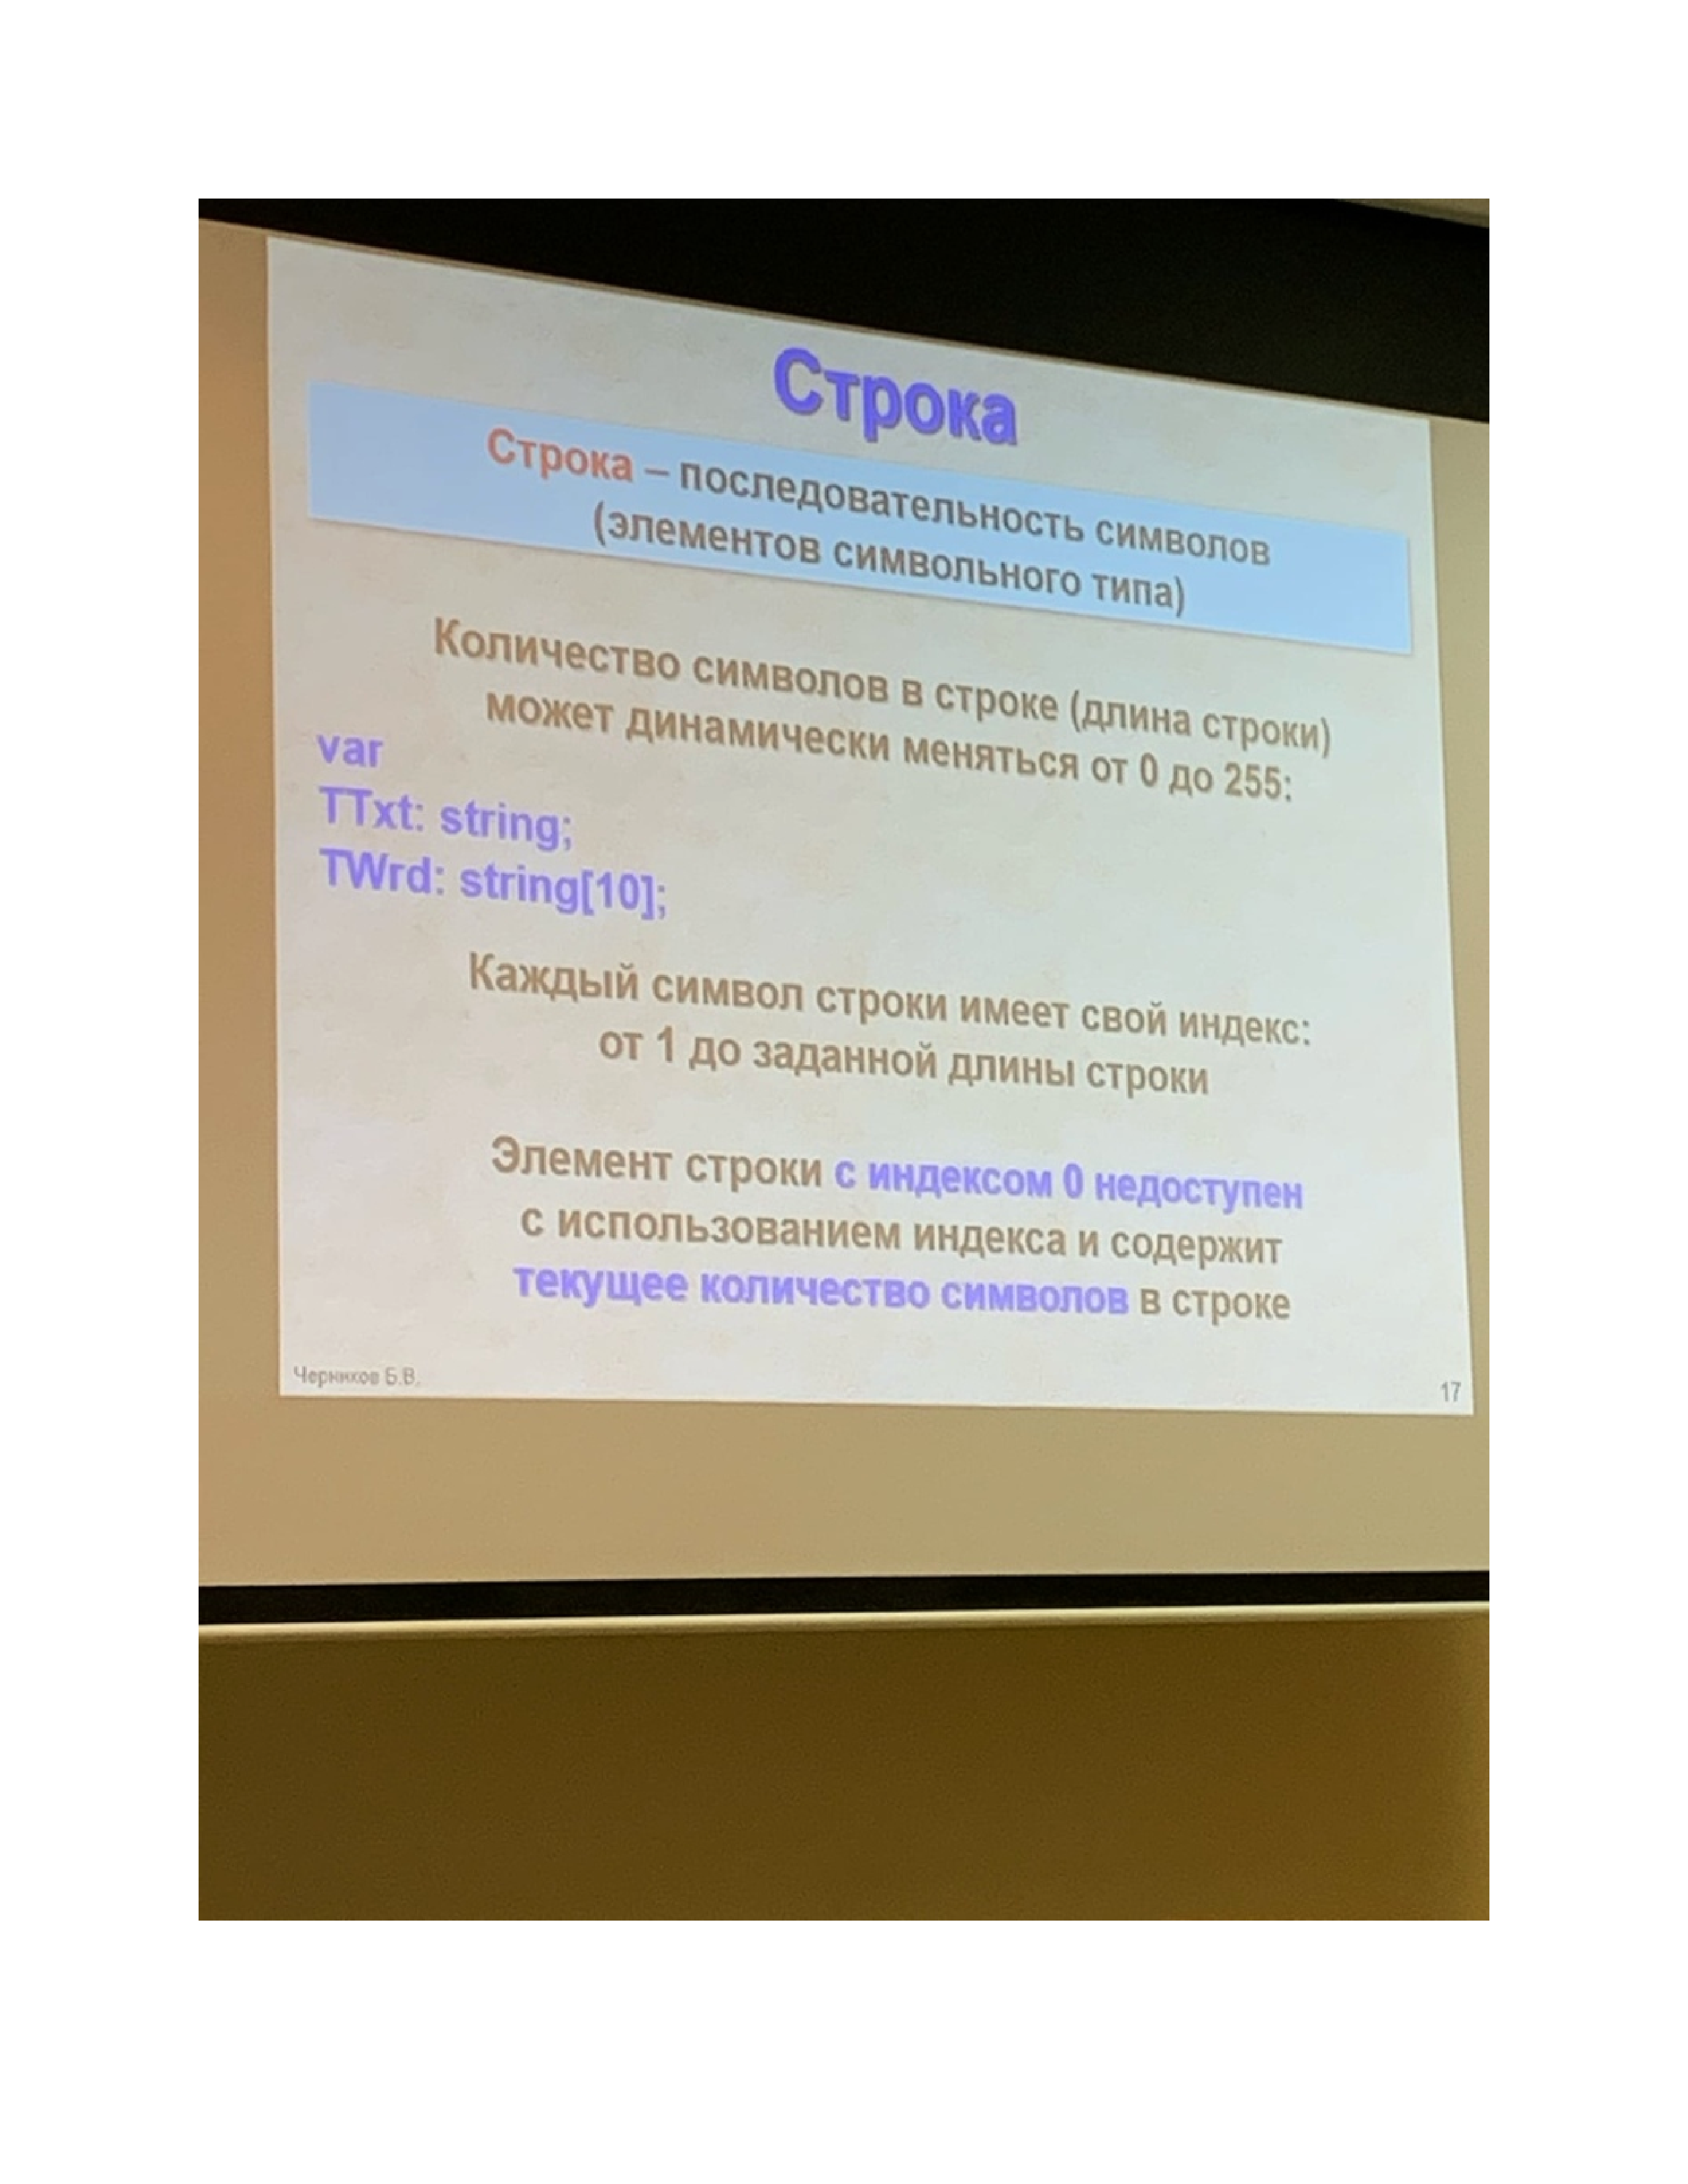 Строка
Строка – последовательность символов
(элементов символьного типа)
Количество символов в строке (длина строки)
может динамически меняться от 0 до 255:
var
TTxt: string;
TWrd: string[10];
Каждый символ строки имеет свой индекс:
от 1 до заданной длины строки
Элемент строки с индексом 0 недоступен
с использованием индекса и содержит
текущее количество символов в строке
Черников Б.В.
17